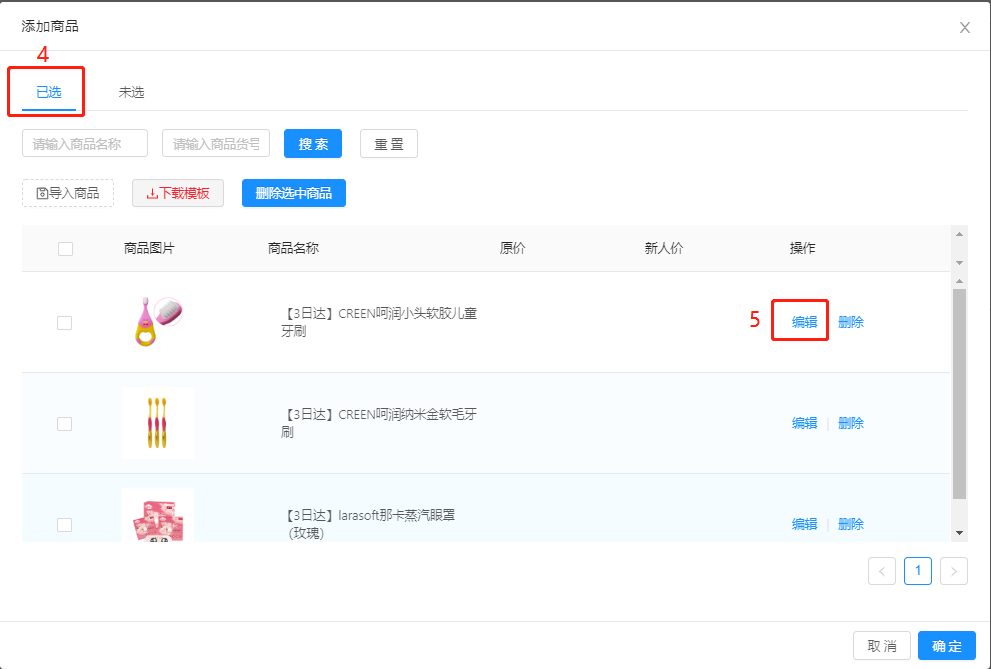 添加商品
4
已选
未选
请输入商品名称
请输入商品货号
搜 索
重 置
导入商品
下载模板
删除选中商品
商品图片
商品名称
原价
新人价
操作
【3日达】CREEN呵润小头软胶儿童
牙刷
5
编辑
删除
【3日达】CREEN呵润纳米金软毛牙
刷
编辑
删除
【3日达】larasoft那卡蒸汽眼罩
（玫瑰）
编辑
删除
1
取 消
确 定